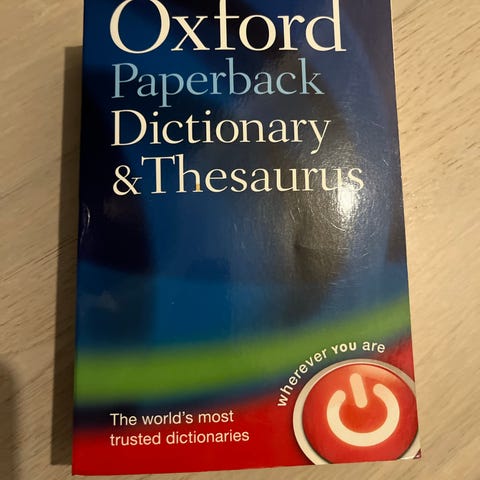 Oxford
Paperback
Dictionary
& Thesaurus
wherever YOU are
The world's most
trusted dictionaries